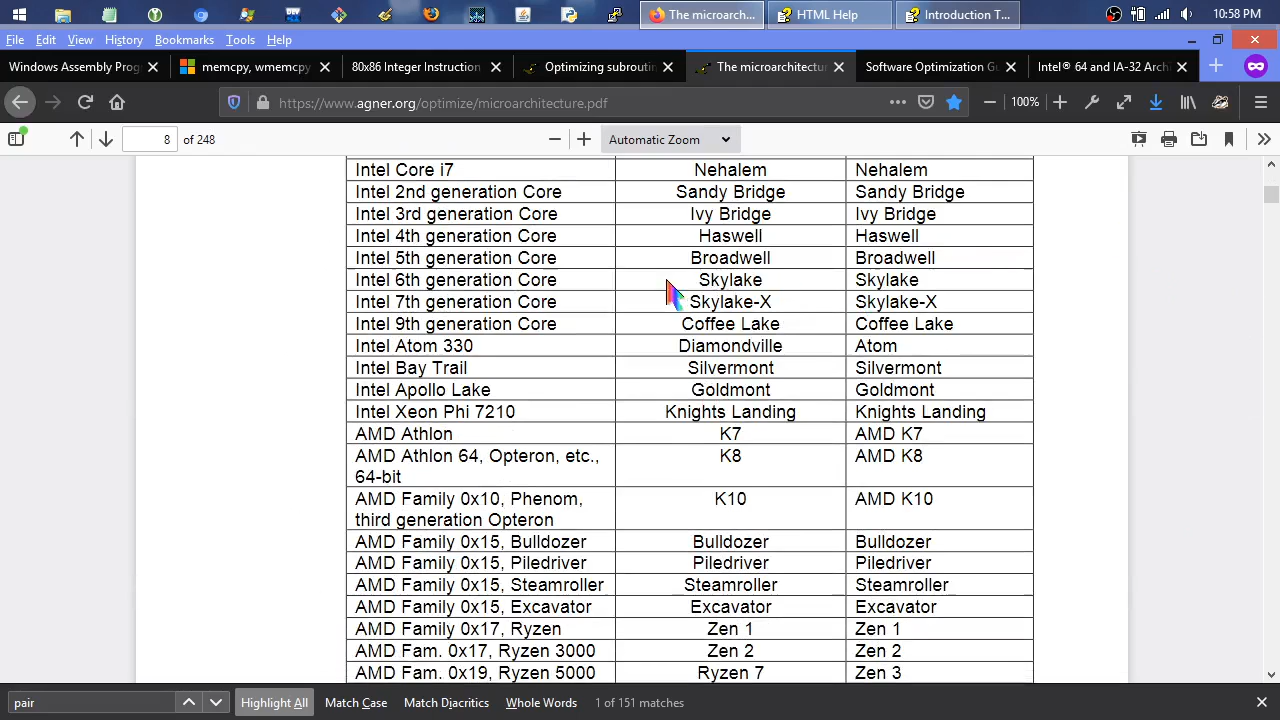 The microarch...
HTML Help
Introduction T...
10:58 PM
File Edit View History Bookmarks Tools Help
Windows Assembly Prog
memcpy, wmemcpy
80x86 Integer Instruction
Optimizing subroutin
The microarchitectur
Software Optimization Gu
Intel® 64 and IA-32 Archi
https://www.agner.org/optimize/microarchitecture.pdf
100%
8 of 248
Automatic Zoom
Intel Core i7 Nehalem Nehalem
Intel 2nd generation Core Sandy Bridge Sandy Bridge
Intel 3rd generation Core Ivy Bridge Ivy Bridge
Intel 4th generation Core Haswell Haswell
Intel 5th generation Core Broadwell Broadwell
Intel 6th generation Core Skylake Skylake
Intel 7th generation Core Skylake-X Skylake-X
Intel 9th generation Core Coffee Lake Coffee Lake
Intel Atom 330 Diamondville Atom
Intel Bay Trail Silvermont Silvermont
Intel Apollo Lake Goldmont Goldmont
Intel Xeon Phi 7210 Knights Landing Knights Landing
AMD Athlon K7 AMD K7
AMD Athlon 64, Opteron, etc., K8 AMD K8
64-bit
AMD Family 0x10, Phenom, K10 AMD K10
third generation Opteron
AMD Family 0x15, Bulldozer Bulldozer Bulldozer
AMD Family 0x15, Piledriver Piledriver Piledriver
AMD Family 0x15, Steamroller Steamroller Steamroller
AMD Family 0x15, Excavator Excavator Excavator
AMD Family 0x17, Ryzen Zen 1 Zen 1
AMD Fam. 0x17, Ryzen 3000 Zen 2 Zen 2
AMD Fam. 0x19, Ryzen 5000 Ryzen 7 Zen 3
pair
Highlight All Match Case Match Diacritics Whole Words 1 of 151 matches